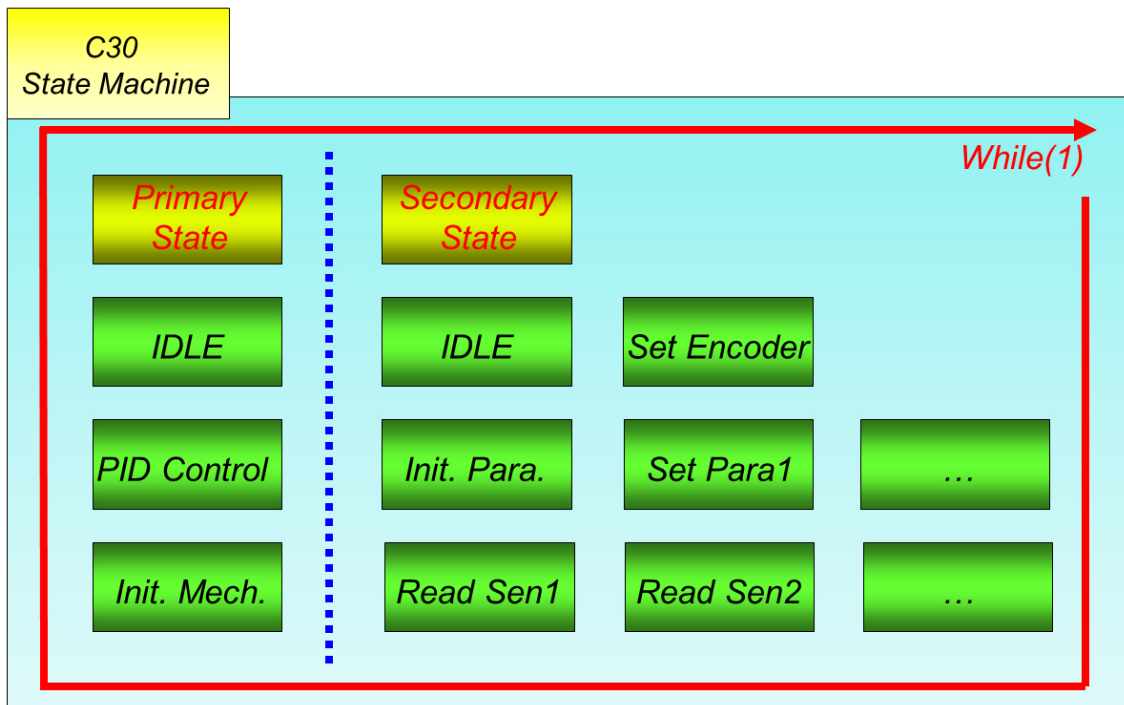 C30
State Machine
While(1)
Primary
State
Secondary
State
IDLE
IDLE
Set Encoder
PID Control
Init. Para.
Set Para1
…
Init. Mech.
Read Sen1
Read Sen2
…